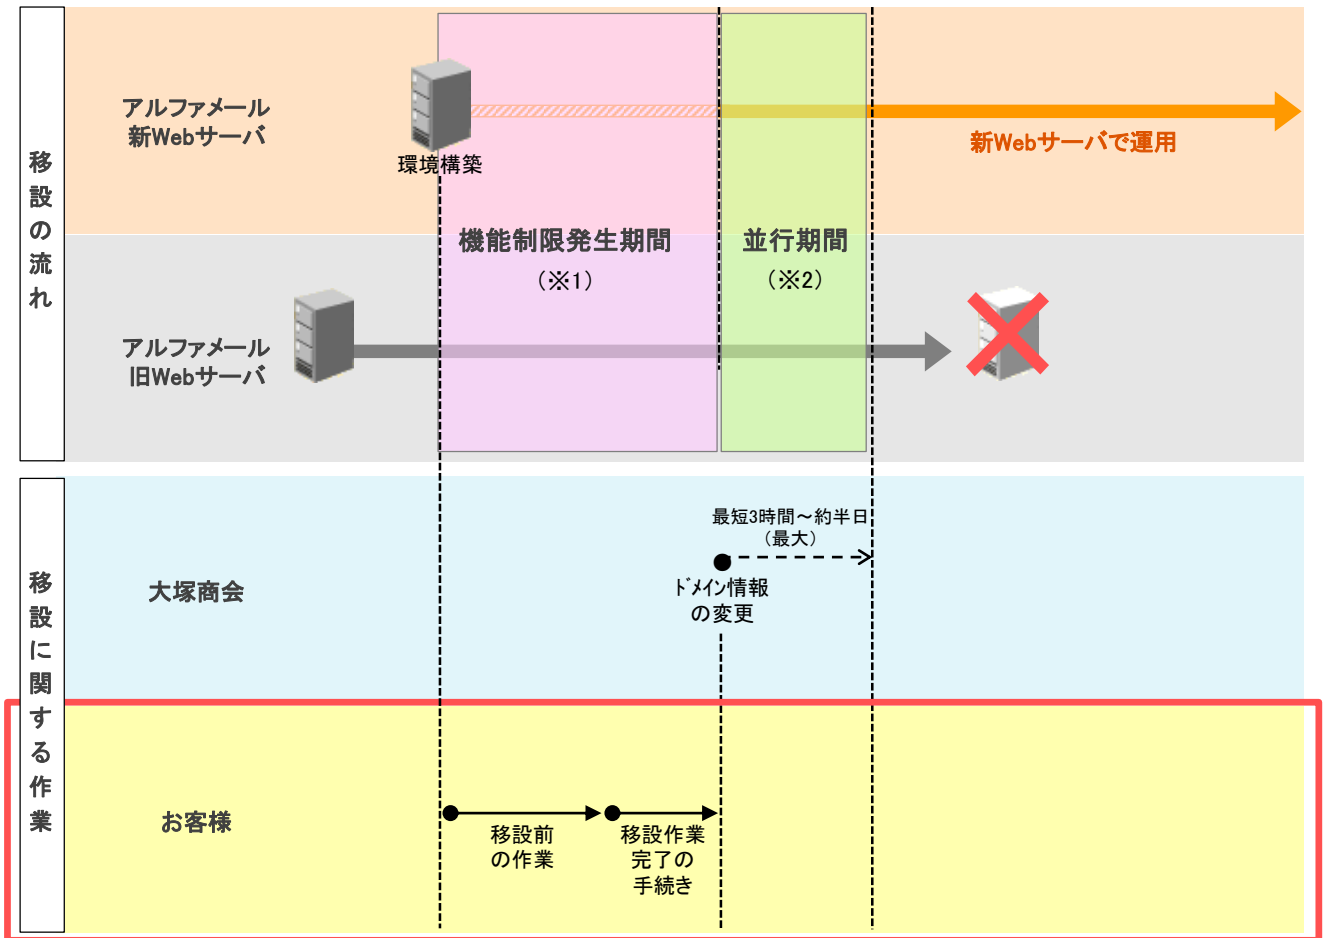 移設の流れ
アルファメール
新Webサーバ
環境構築
新Webサーバで運用
機能制限発生期間
（※1）
並行期間
（※2）
アルファメール
旧Webサーバ
移設に関する作業
大塚商会
最短3時間～約半日
（最大）
ﾄﾞﾒｲﾝ情報
の変更
お客様
移設前
の作業
移設作業
完了の
手続き